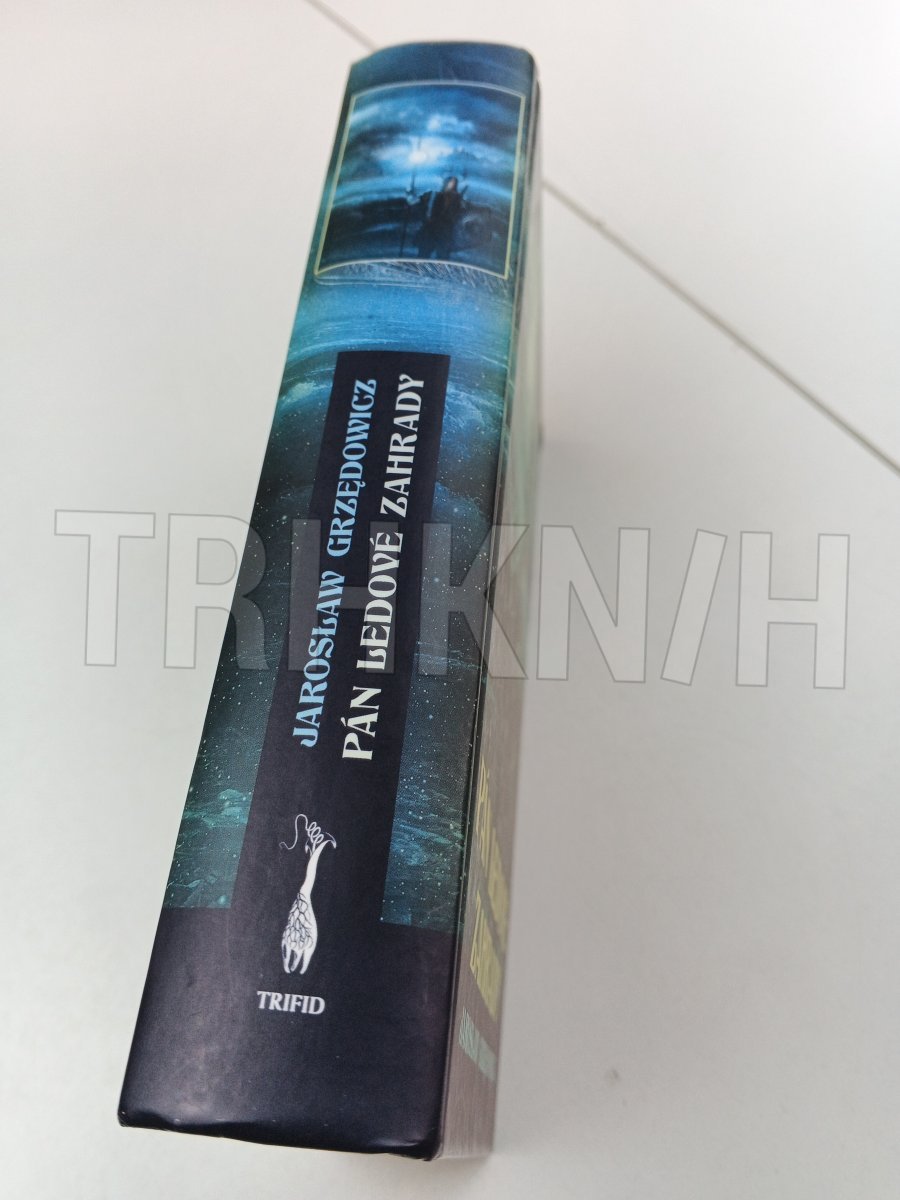 JAROSŁAW GRZĘDOWICZ
PÁN LEDOVÉ ZAHRADY
TRIFID
TRHKNIH